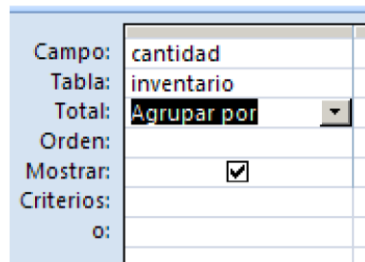 Campo: cantidad
Tabla: inventario
Total: Agrupar por
Orden:
Mostrar:
Criterios:
o: